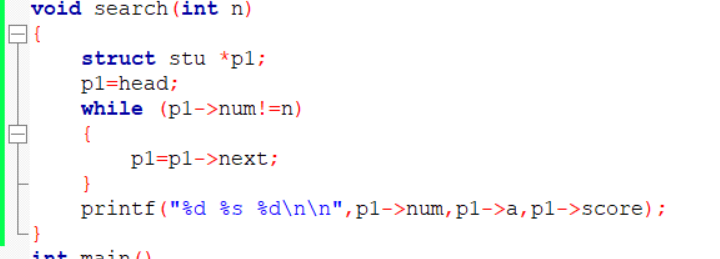 void search(int n)
{
struct stu *p1;
p1=head;
while (p1->num!=n)
{
p1=p1->next;
}
printf("%d %s %d\n\n",p1->num,p1->a,p1->score);
}
int main()